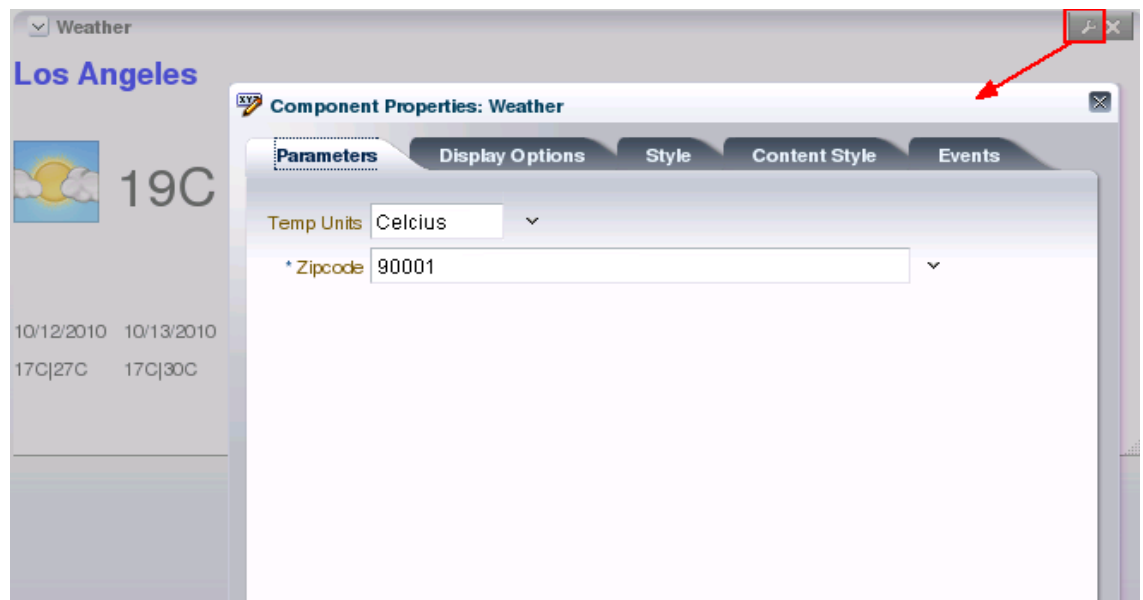 Weather
Los Angeles
Component Properties: Weather
Parameters Display Options Style Content Style Events
19C
Temp Units Celcius
* Zipcode 90001
10/12/2010 10/13/2010
17C|27C 17C|30C